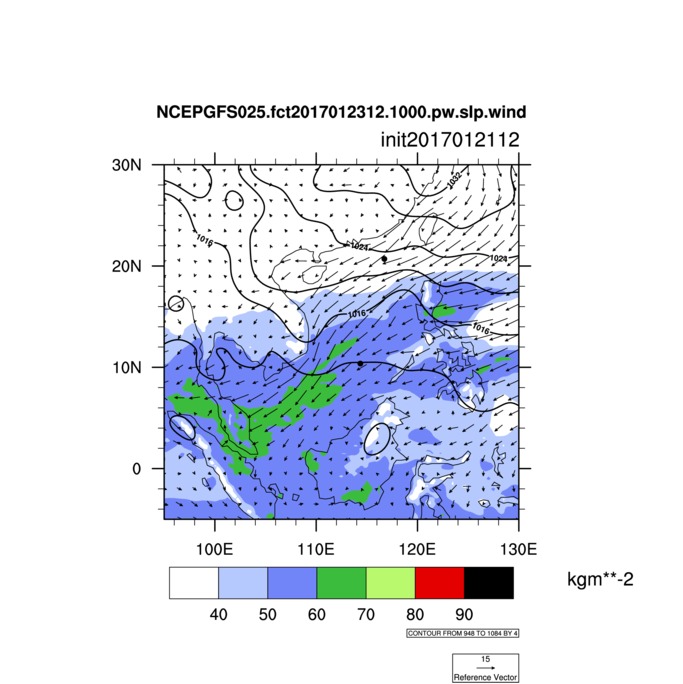 NCEPGFS025.fct2017012312.1000.pw.slp.wind
init2017012112
30N
1032
1016
1024
1024
20N
1016
1016
10N
0
100E 110E 120E 130E
kgm**-2
40 50 60 70 80 90
CONTOUR FROM 948 TO 1084 BY 4
15
Reference Vector